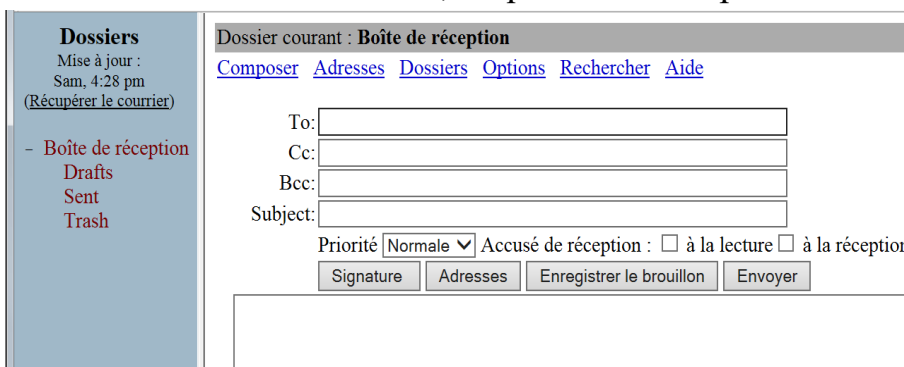 Dossiers
Mise à jour :
Sam, 4:28 pm
(Récupérer le courrier)
– Boîte de réception
Drafts
Sent
Trash
Dossier courant : Boîte de réception
Composer Adresses Dossiers Options Rechercher Aide
To:
Cc:
Bcc:
Subject:
Priorité Normale Accusé de réception : à la lecture à la réception
Signature Adresses Enregistrer le brouillon Envoyer